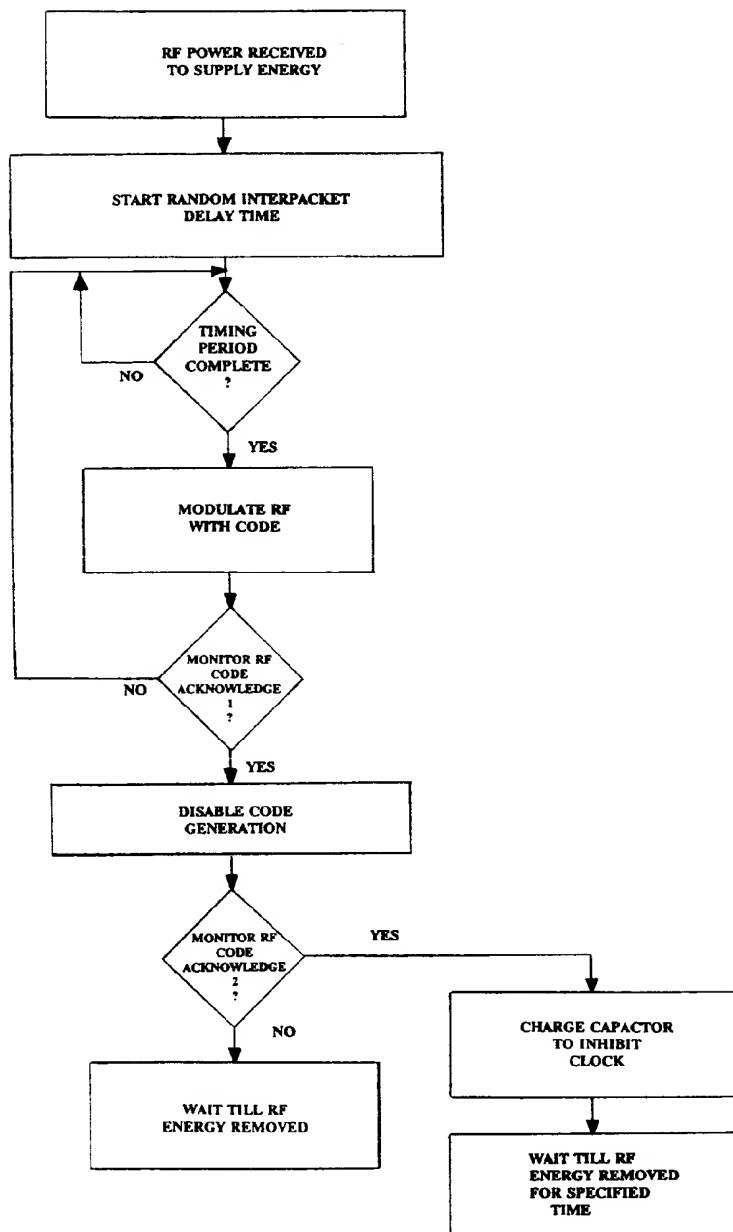 RF POWER RECEIVED
TO SUPPLY ENERGY
START RANDOM INTERPACKET
DELAY TIME
TIMING
PERIOD
COMPLETE
?
NO
YES
MODULATE RF
WITH CODE
MONITOR RF
CODE
ACKNOWLEDGE
1
?
NO
YES
DISABLE CODE
GENERATION
MONITOR RF
CODE
ACKNOWLEDGE
2
?
YES
NO
CHARGE CAPACTOR
TO INHIBIT
CLOCK
WAIT TILL RF
ENERGY REMOVED
WAIT TILL RF
ENERGY REMOVED
FOR SPECIFIED
TIME